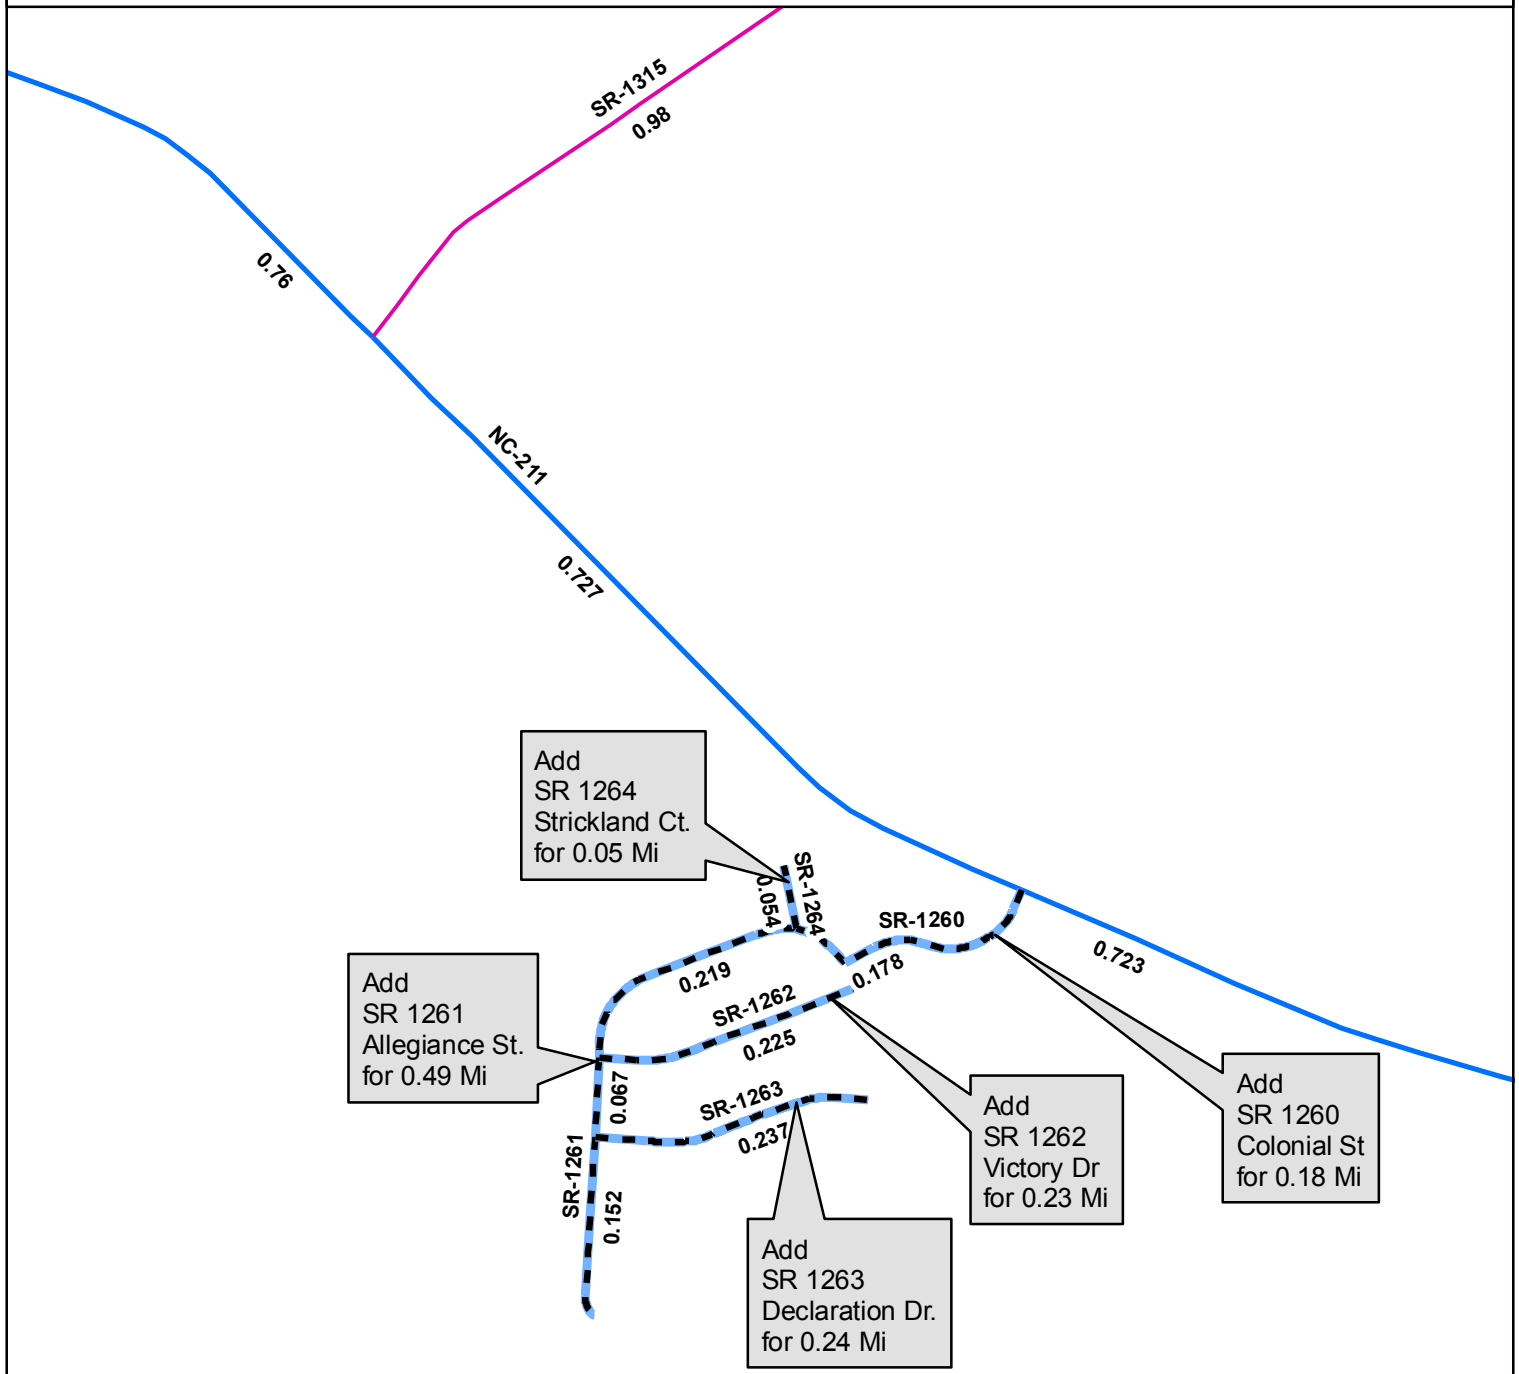 SR-1315
0.98
0.76
NC-211
0.727
Add
SR 1264
Strickland Ct.
for 0.05 Mi
SR-1264
0.054
SR-1260
0.178
0.723
0.219
Add
SR 1261
Allegiance St.
for 0.49 Mi
SR-1262
0.225
0.067
SR-1263
0.237
SR-1261
0.152
Add
SR 1262
Victory Dr
for 0.23 Mi
Add
SR 1260
Colonial St
for 0.18 Mi
Add
SR 1263
Declaration Dr.
for 0.24 Mi